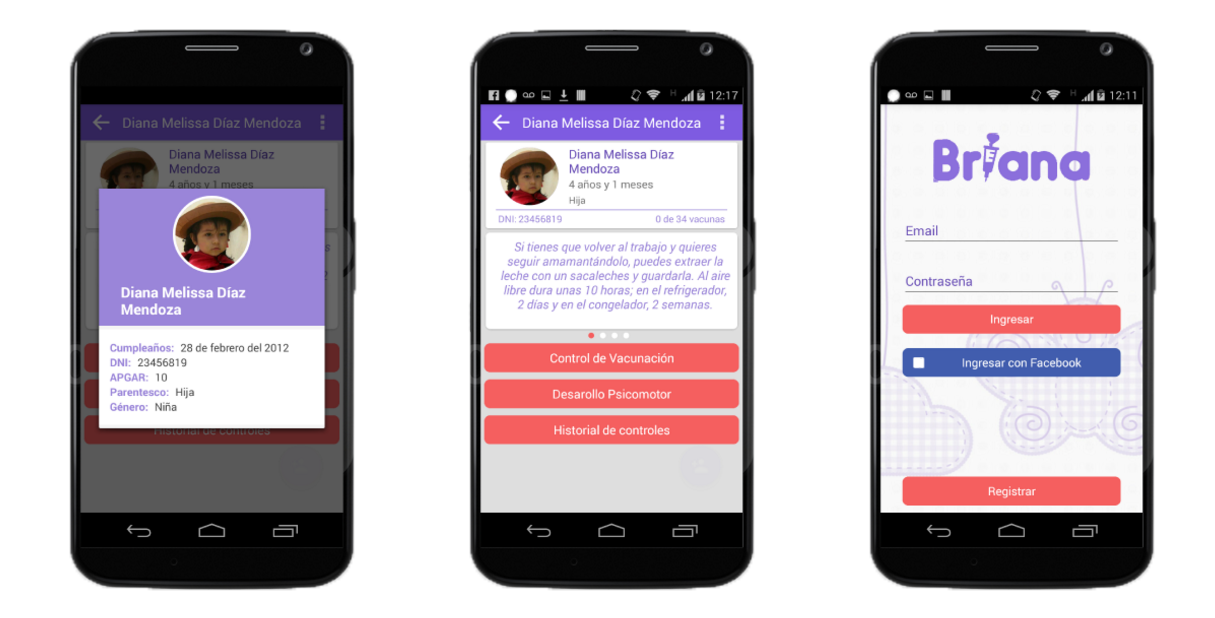 Diana Melissa Díaz Mendoza
Diana Melissa Díaz
Mendoza
4 años y 1 meses
Diana Melissa Díaz
Mendoza
Cumpleaños: 28 de febrero del 2012
DNI: 23456819
APGAR: 10
Parentesco: Hija
Género: Niña
Historial de controles
H 12:17
Diana Melissa Díaz Mendoza
Diana Melissa Díaz
Mendoza
4 años y 1 meses
Hija
DNI: 23456819 0 de 34 vacunas
Si tienes que volver al trabajo y quieres
seguir amamantándolo, puedes extraer la
leche con un sacaleches y guardarla. Al aire
libre dura unas 10 horas; en el refrigerador,
2 días y en el congelador, 2 semanas.
Control de Vacunación
Desarollo Psicomotor
Historial de controles
H 12:11
Briana
Email
Contraseña
Ingresar
Ingresar con Facebook
Registrar